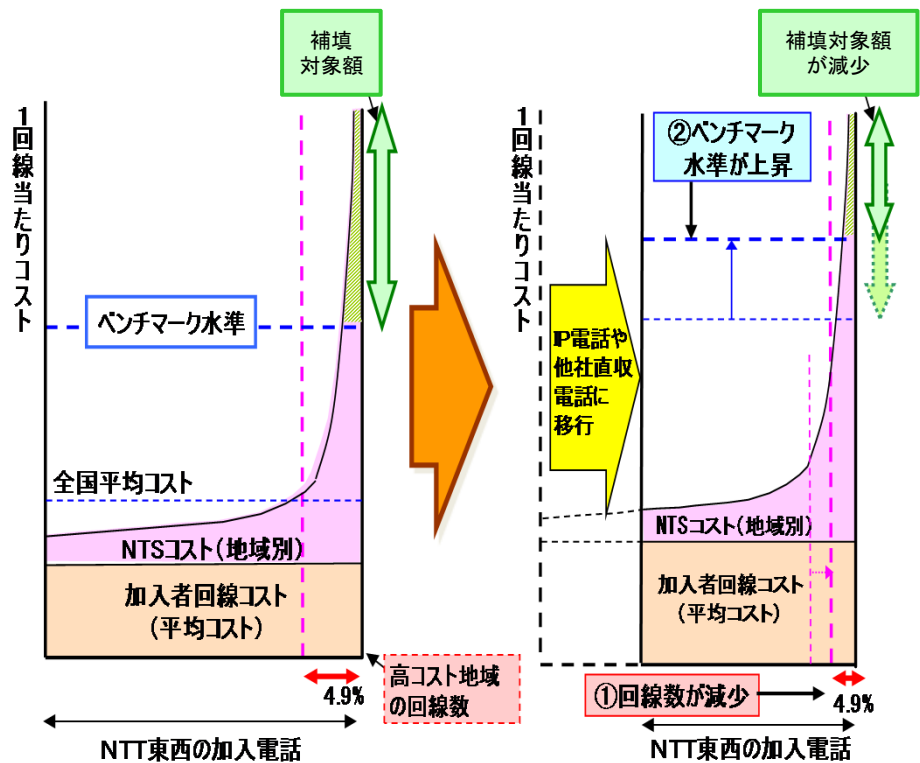 補填
対象額
1回線当たりコスト
ベンチマーク水準
全国平均コスト
NTSコスト(地域別)
加入者回線コスト
(平均コスト)
4.9%
高コスト地域
の回線数
NTT東西の加入電話
補填対象額
が減少
1回線当たりコスト
②ベンチマーク
水準が上昇
IP電話や
他社直収
電話に
移行
NTSコスト(地域別)
加入者回線コスト
(平均コスト)
①回線数が減少
4.9%
NTT東西の加入電話